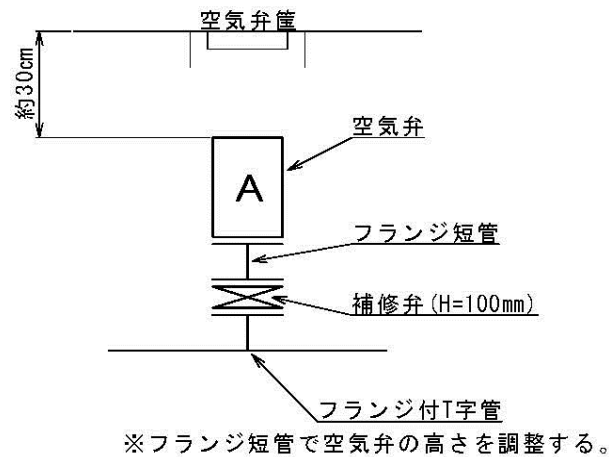 空気弁筐
約30cm
空気弁
A
フランジ短管
補修弁(H=100mm)
フランジ付T字管
※フランジ短管で空気弁の高さを調整する。